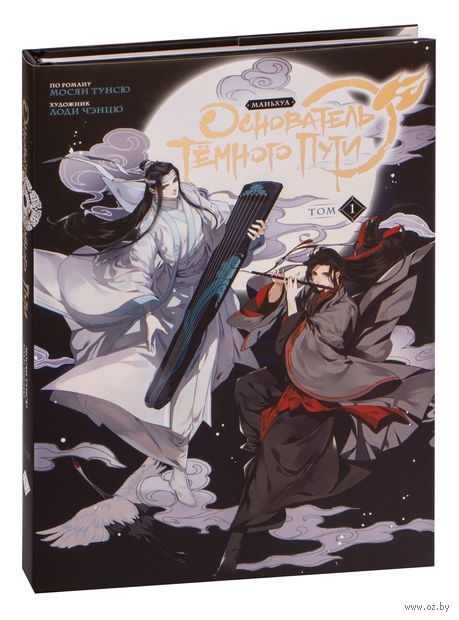 ПО РОМАНУ
МОСЯН ТУНСЮ
ХУДОЖНИК
ЛОДИ ЧЭНЦЮ
МАНЬХУА
ОСНОВАТЕЛЬ
ТЁМНОГО ПУТИ
ТОМ 1
www.oz.by